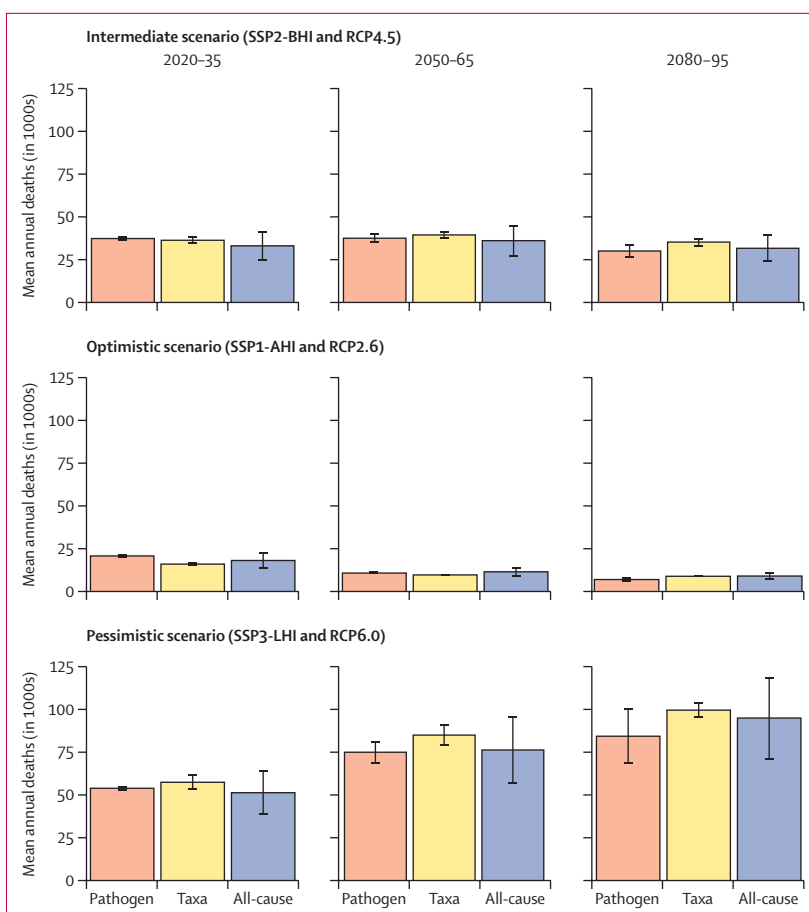 Intermediate scenario (SSP2-BHI and RCP4.5)
2020–35
2050–65
2080–95
Mean annual deaths (in 1000s)
125
100
75
50
25
0
Optimistic scenario (SSP1-AHI and RCP2.6)
Mean annual deaths (in 1000s)
125
100
75
50
25
0
Pessimistic scenario (SSP3-LHI and RCP6.0)
Mean annual deaths (in 1000s)
125
100
75
50
25
0
Pathogen Taxa All-cause
Pathogen Taxa All-cause
Pathogen Taxa All-cause